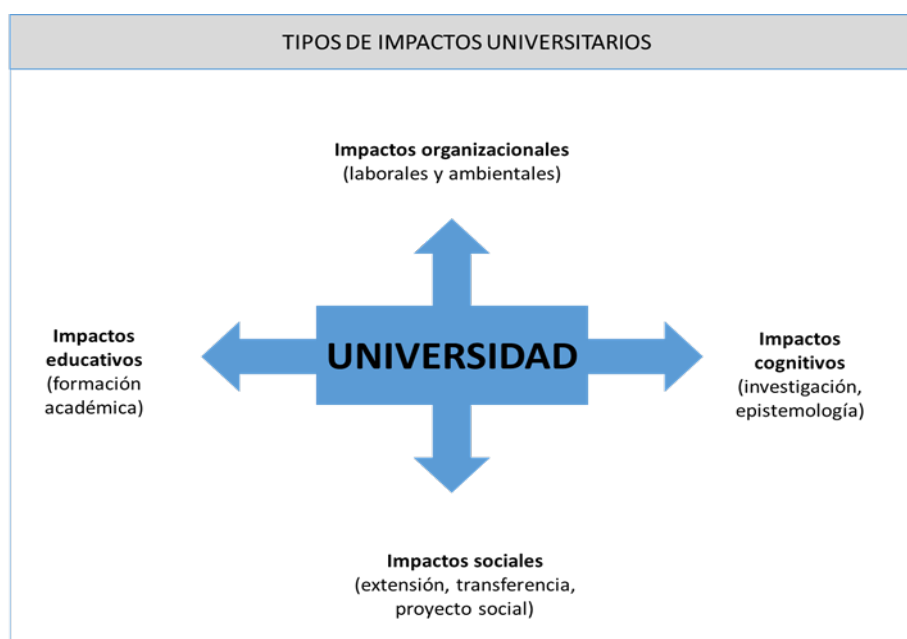 TIPOS DE IMPACTOS UNIVERSITARIOS
Impactos organizacionales
(laborales y ambientales)
Impactos
educativos
(formación
académica)
UNIVERSIDAD
Impactos
cognitivos
(investigación,
epistemología)
Impactos sociales
(extensión, transferencia,
proyecto social)